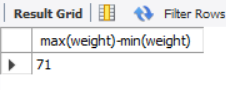 Result Grid Filter Rows
max(weight)-min(weight)
71